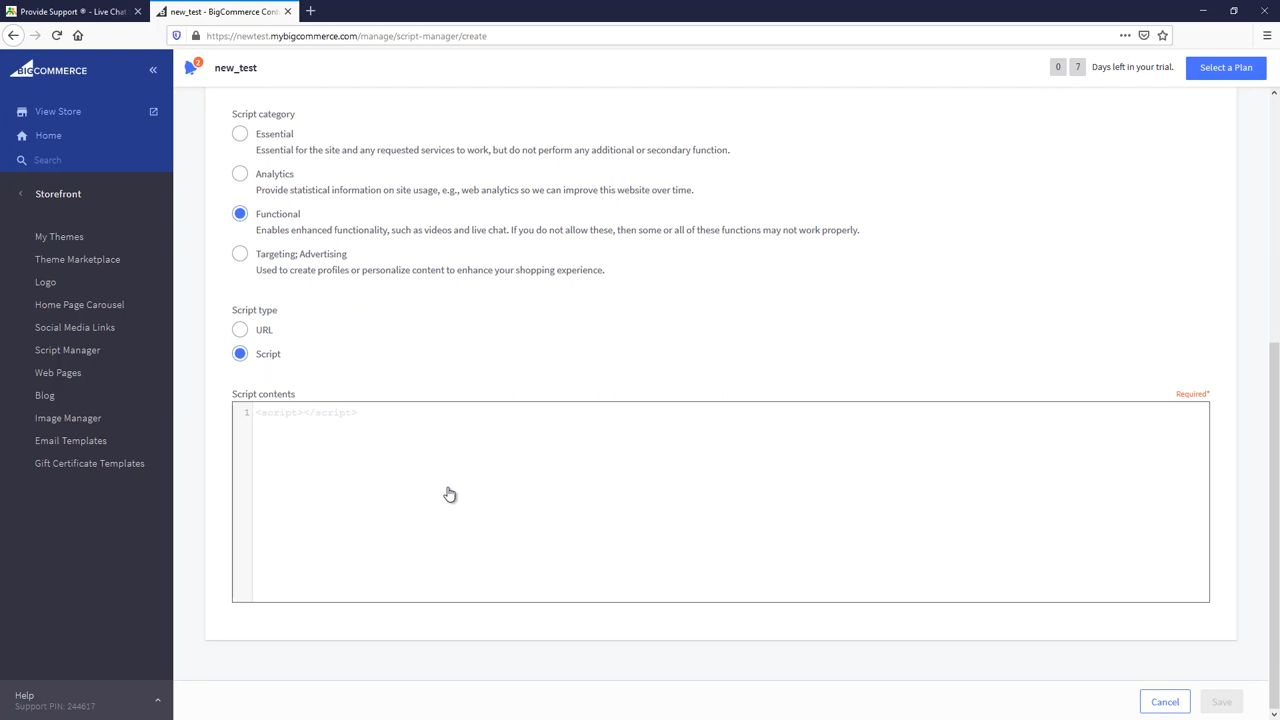 Provide Support ® - Live Chat
new_test - BigCommerce Cont
https://newtest.mybigcommerce.com/manage/script-manager/create
BIGCOMMERCE
2
new_test
0 7 Days left in your trial.
Select a Plan
View Store
Home
Search
Storefront
My Themes
Theme Marketplace
Logo
Home Page Carousel
Social Media Links
Script Manager
Web Pages
Blog
Image Manager
Email Templates
Gift Certificate Templates
Help
Support PIN: 244617
Script category
Essential
Essential for the site and any requested services to work, but do not perform any additional or secondary function.
Analytics
Provide statistical information on site usage, e.g., web analytics so we can improve this website over time.
Functional
Enables enhanced functionality, such as videos and live chat. If you do not allow these, then some or all of these functions may not work properly.
Targeting; Advertising
Used to create profiles or personalize content to enhance your shopping experience.
Script type
URL
Script
Script contents
Required*
1 <script></script>
Cancel
Save